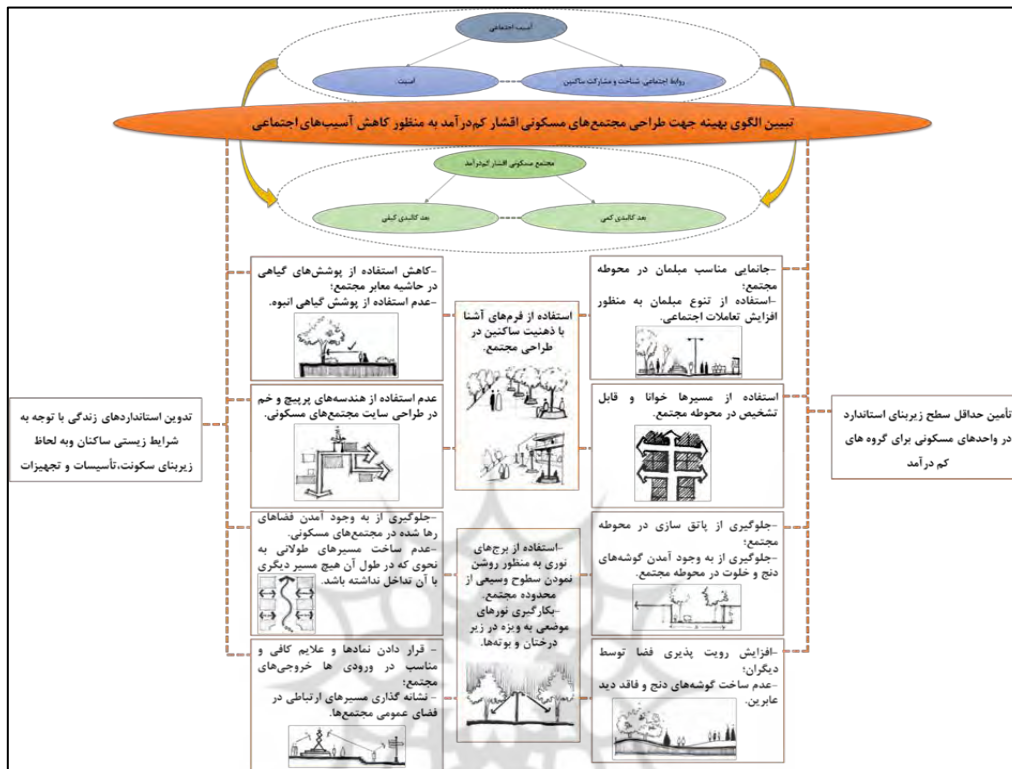 آسیب اجتماعی
روابط اجتماعی، شناخت و مشارکت ساکنین
امنیت
تبیین الگوی بهینه جهت طراحی مجتمع‌های مسکونی اقشار کم‌درآمد به منظور کاهش آسیب‌های اجتماعی
مجتمع مسکونی اقشار کم‌درآمد
بعد کالبدی کمی
بعد کالبدی کیفی
تأمین حداقل سطح زیربنای استاندارد
در واحدهای مسکونی برای گروه های
کم در آمد
-جانمایی مناسب مبلمان در محوطه
مجتمع؛
-استفاده از تنوع مبلمان به منظور
افزایش تعاملات اجتماعی.
استفاده از مسیرها خوانا و قابل
تشخیص در محوطه مجتمع.
-جلوگیری از پاتق سازی در محوطه
مجتمع؛
-جلوگیری از به وجود آمدن گوشه‌های
دنج و خلوت در محوطه مجتمع.
-افزایش رویت پذیری فضا توسط
دیگران؛
-عدم ساخت گوشه‌های دنج و فاقد دید
عابرین.
استفاده از فرم‌های آشنا
با ذهنیت ساکنین در
طراحی مجتمع.
-استفاده از برج‌های
نوری به منظور روشن
نمودن سطوح وسیعی از
محدوده مجتمع.
-بکارگیری نورهای
موضعی به ویژه در زیر
درختان و بوته‌ها.
-کاهش استفاده از پوشش‌های گیاهی
در حاشیه معابر مجتمع؛
-عدم استفاده از پوشش گیاهی انبوه.
عدم استفاده از هندسه‌های پرپیچ و خم
در طراحی سایت مجتمع‌های مسکونی.
-جلوگیری از به وجود آمدن فضاهای
رها شده در مجتمع‌های مسکونی.
-عدم ساخت مسیرهای طولانی به
نحوی که در طول آن هیچ مسیر دیگری
با آن تداخل نداشته باشد.
- قرار دادن نمادها و علایم کافی و
مناسب در ورودی ها خروجی‌های
مجتمع؛
- نشانه گذاری مسیرهای ارتباطی در
فضای عمومی مجتمع‌ها.
تدوین استانداردهای زندگی با توجه به
شرایط زیستی ساکنان وبه لحاظ
زیربنای سکونت،تأسیسات و تجهیزات